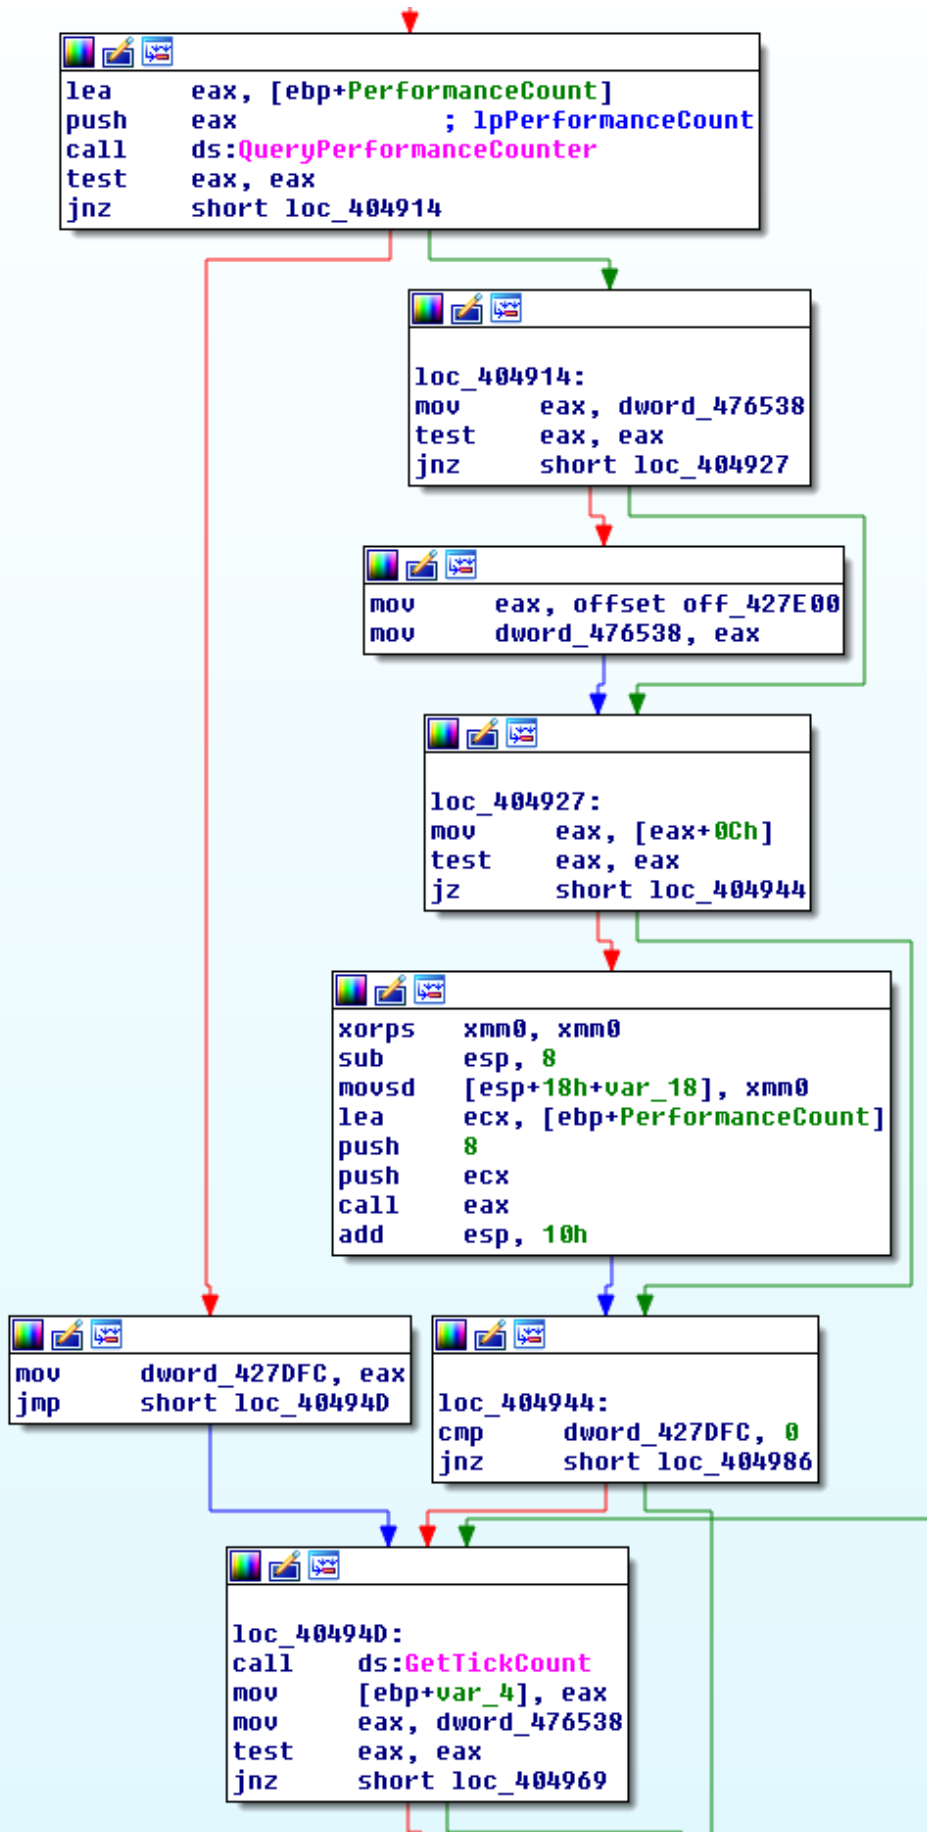 lea eax, [ebp+PerformanceCount]
push eax ; lpPerformanceCount
call ds:QueryPerformanceCounter
test eax, eax
jnz short loc_404914
loc_404914:
mov eax, dword_476538
test eax, eax
jnz short loc_404927
mov eax, offset off_427E00
mov dword_476538, eax
loc_404927:
mov eax, [eax+0Ch]
test eax, eax
jz short loc_404944
xorps xmm0, xmm0
sub esp, 8
movsd [esp+18h+var_18], xmm0
lea ecx, [ebp+PerformanceCount]
push 8
push ecx
call eax
add esp, 10h
mov dword_427DFC, eax
jmp short loc_40494D
loc_404944:
cmp dword_427DFC, 0
jnz short loc_404986
loc_40494D:
call ds:GetTickCount
mov [ebp+var_4], eax
mov eax, dword_476538
test eax, eax
jnz short loc_404969